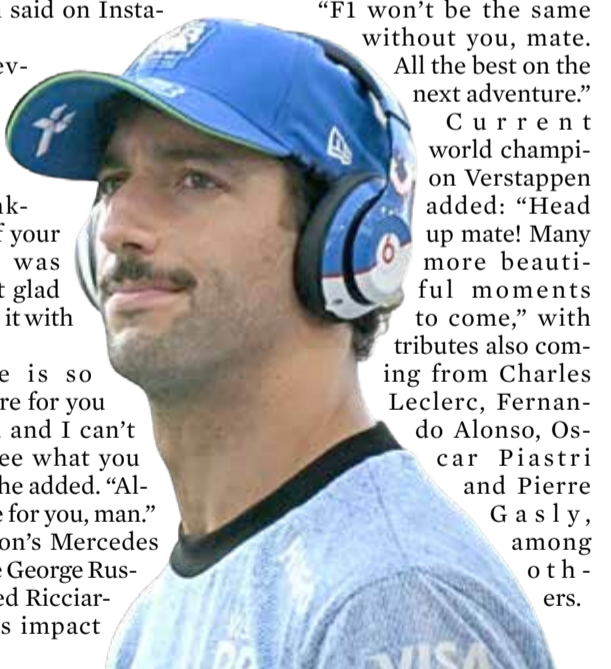 said on Insta-
ev-
nk-
f your
was
t glad
it with
e is so
re for you
and I can't
ee what you
he added. “Al-
e for you, man.”
on's Mercedes
e George Rus-
ed Ricciar-
s impact
“F1 won't be the same
without you, mate.
All the best on the
next adventure.”
Current
world champi-
on Verstappen
added: “Head
up mate! Many
more beauti-
ful moments
to come,” with
tributes also com-
ing from Charles
Leclerc, Fernan-
do Alonso, Os-
car Piastri
and Pierre
Gasly,
among
oth-
ers.
VISA